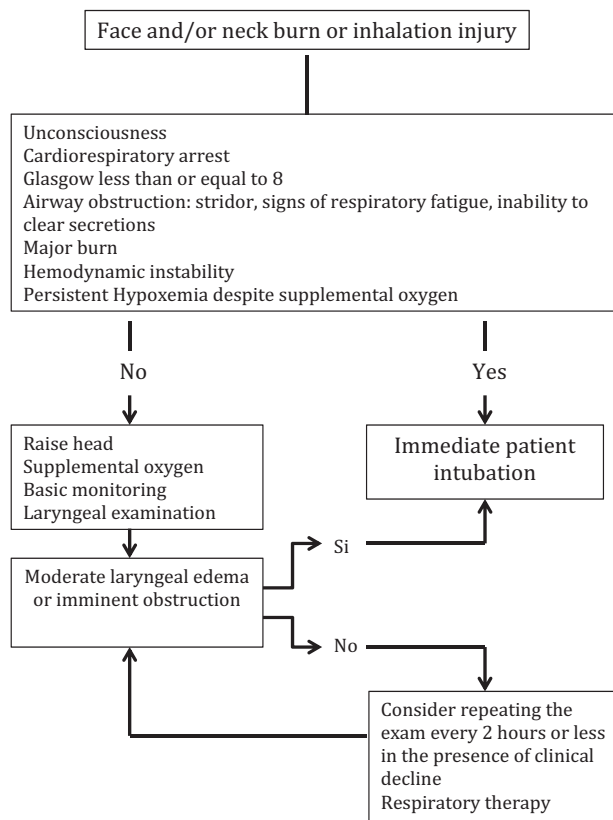 Face and/or neck burn or inhalation injury
Unconsciousness
Cardiorespiratory arrest
Glasgow less than or equal to 8
Airway obstruction: stridor, signs of respiratory fatigue, inability to
clear secretions
Major burn
Hemodynamic instability
Persistent Hypoxemia despite supplemental oxygen
No
Yes
Raise head
Supplemental oxygen
Basic monitoring
Laryngeal examination
Immediate patient
intubation
Si
Moderate laryngeal edema
or imminent obstruction
No
Consider repeating the
exam every 2 hours or less
in the presence of clinical
decline
Respiratory therapy